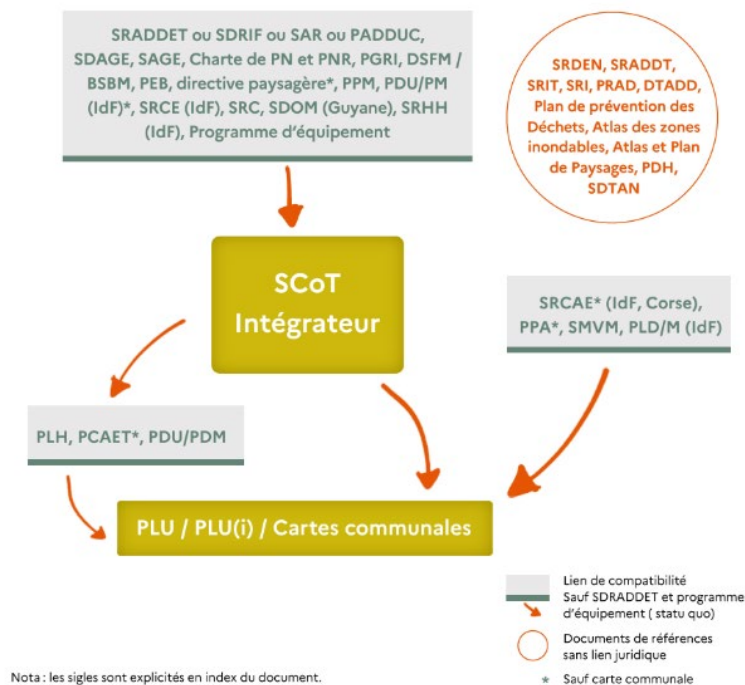 SRADDET ou SDRIF ou SAR ou PADDUC,
SDAGE, SAGE, Charte de PN et PNR, PGRI, DSFM /
BSBM, PEB, directive paysagère*, PPM, PDU/PM
(IdF)*, SRCE (IdF), SRC, SDOM (Guyane), SRHH
(IdF), Programme d'équipement
SRDEN, SRADDT,
SRIT, SRI, PRAD, DTADD,
Plan de prévention des
Déchets, Atlas des zones
inondables, Atlas et Plan
de Paysages, PDH,
SDTAN
SCoT
Intégrateur
SRCAE* (IdF, Corse),
PPA*, SMVM, PLD/M (IdF)
PLH, PCAET*, PDU/PDM
PLU / PLU(i) / Cartes communales
Lien de compatibilité
Sauf SDRADDET et programme
d'équipement ( statu quo)
Documents de références
sans lien juridique
* Sauf carte communale
Nota : les sigles sont explicités en index du document.